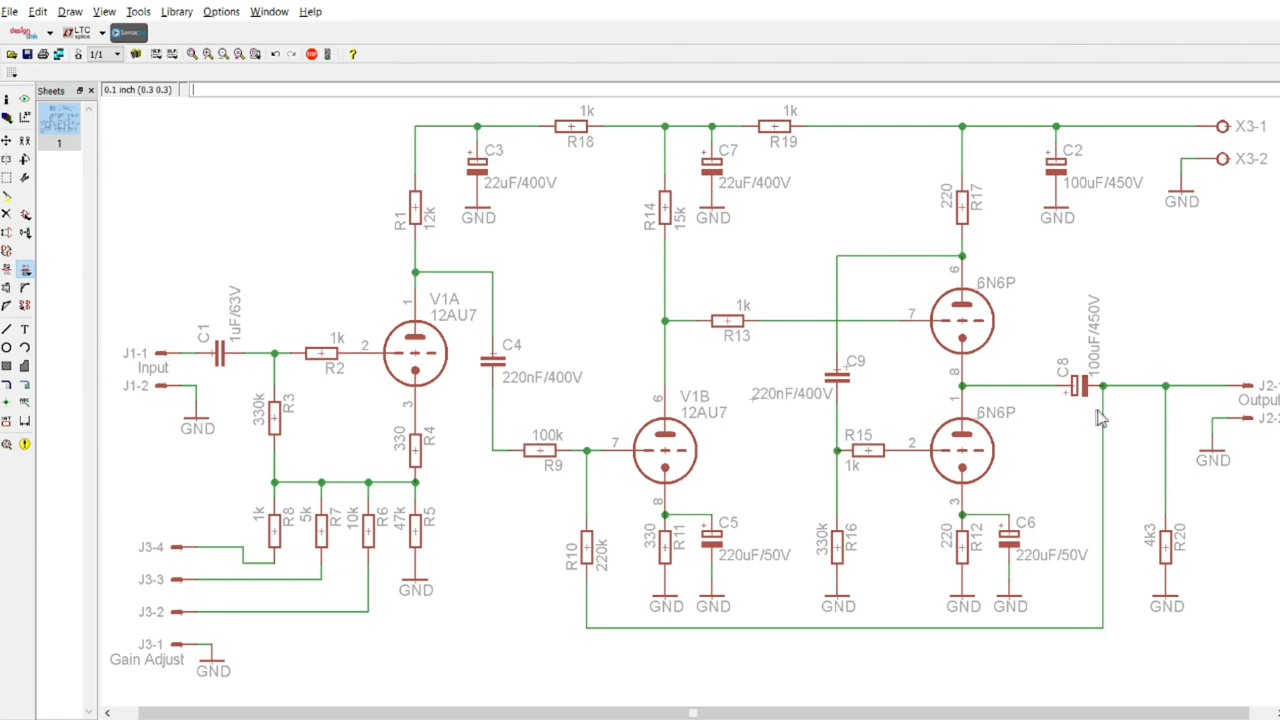 File Edit Draw View Tools Library Options Window Help
design link LTC spice Samac
1/1
Sheets 0.1 inch (0.3 0.3)
1
1k 1k
R18 R19 X3-1
C3 C7 C2 X3-2
22uF/400V 22uF/400V 100uF/450V
R1 12k R14 15k 220 R17
GND GND GND GND
6
6N6P
1 V1A 12AU7
C1 1uF/63V
1k 7
R13
J1-1 1k 2
Input R2
C4 C9 8 C8 100uF/450V
J1-2 220nF/400V 220nF/400V J2-
Output
330k R3 3 6 V1B 12AU7 1 6N6P J2-
GND 330 R4 100k 7 R15 2 GND
R9 1k
8 3
1k R8 5k R7 10k R6 47k R5 C5 C6
R10 220k 330 R11 220uF/50V 330k R16 220 R12 220uF/50V 4k3 R20
J3-4
J3-3 GND GND GND GND GND GND GND
J3-2
J3-1
Gain Adjust GND